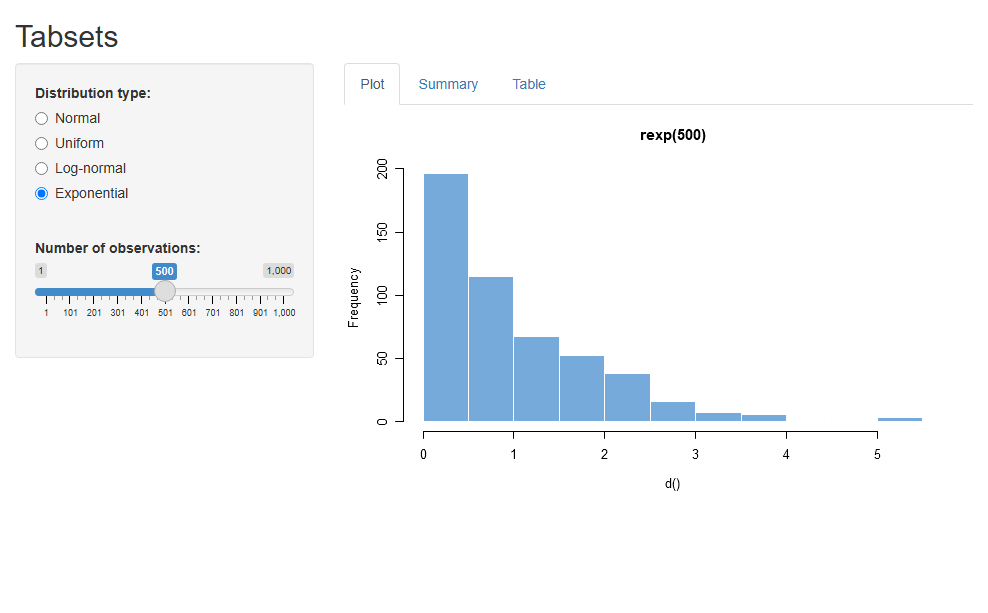 Tabsets
Distribution type:
Normal
Uniform
Log-normal
Exponential
Number of observations:
1 500 1,000
1 101 201 301 401 501 601 701 801 901 1,000
Plot Summary Table
rexp(500)
Frequency
200
150
100
50
0
0 1 2 3 4 5
d()